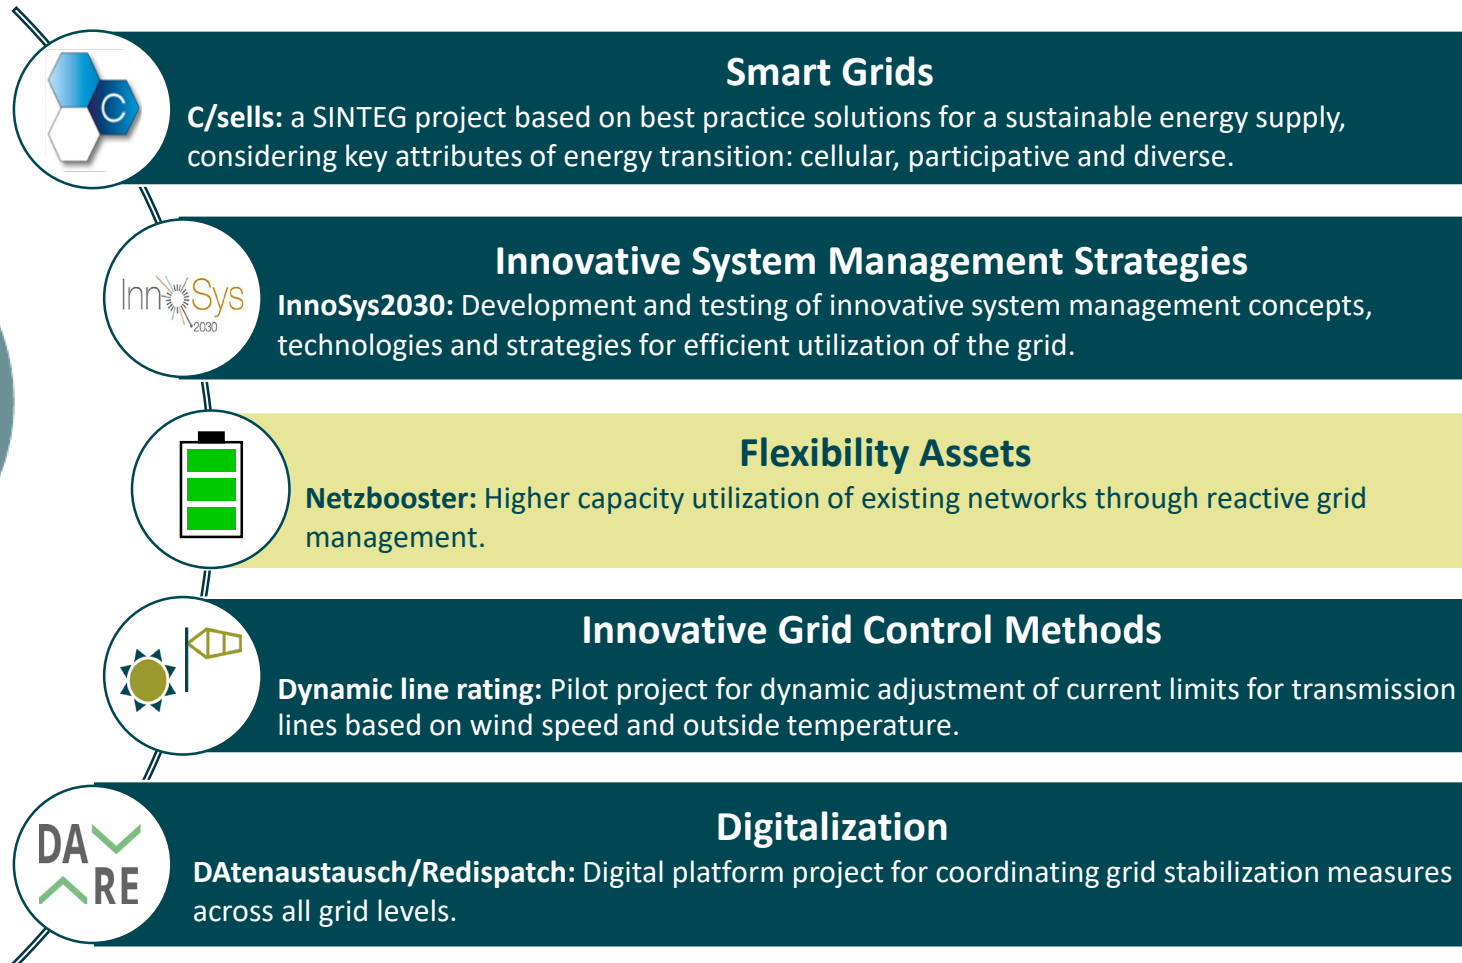 Smart Grids
C
C/sells: a SINTEG project based on best practice solutions for a sustainable energy supply,
considering key attributes of energy transition: cellular, participative and diverse.
Innovative System Management Strategies
InnoSys
2030
InnoSys2030: Development and testing of innovative system management concepts,
technologies and strategies for efficient utilization of the grid.
Flexibility Assets
Netzbooster: Higher capacity utilization of existing networks through reactive grid
management.
Innovative Grid Control Methods
Dynamic line rating: Pilot project for dynamic adjustment of current limits for transmission
lines based on wind speed and outside temperature.
Digitalization
DA
RE
DAtenaustausch/Redispatch: Digital platform project for coordinating grid stabilization measures
across all grid levels.